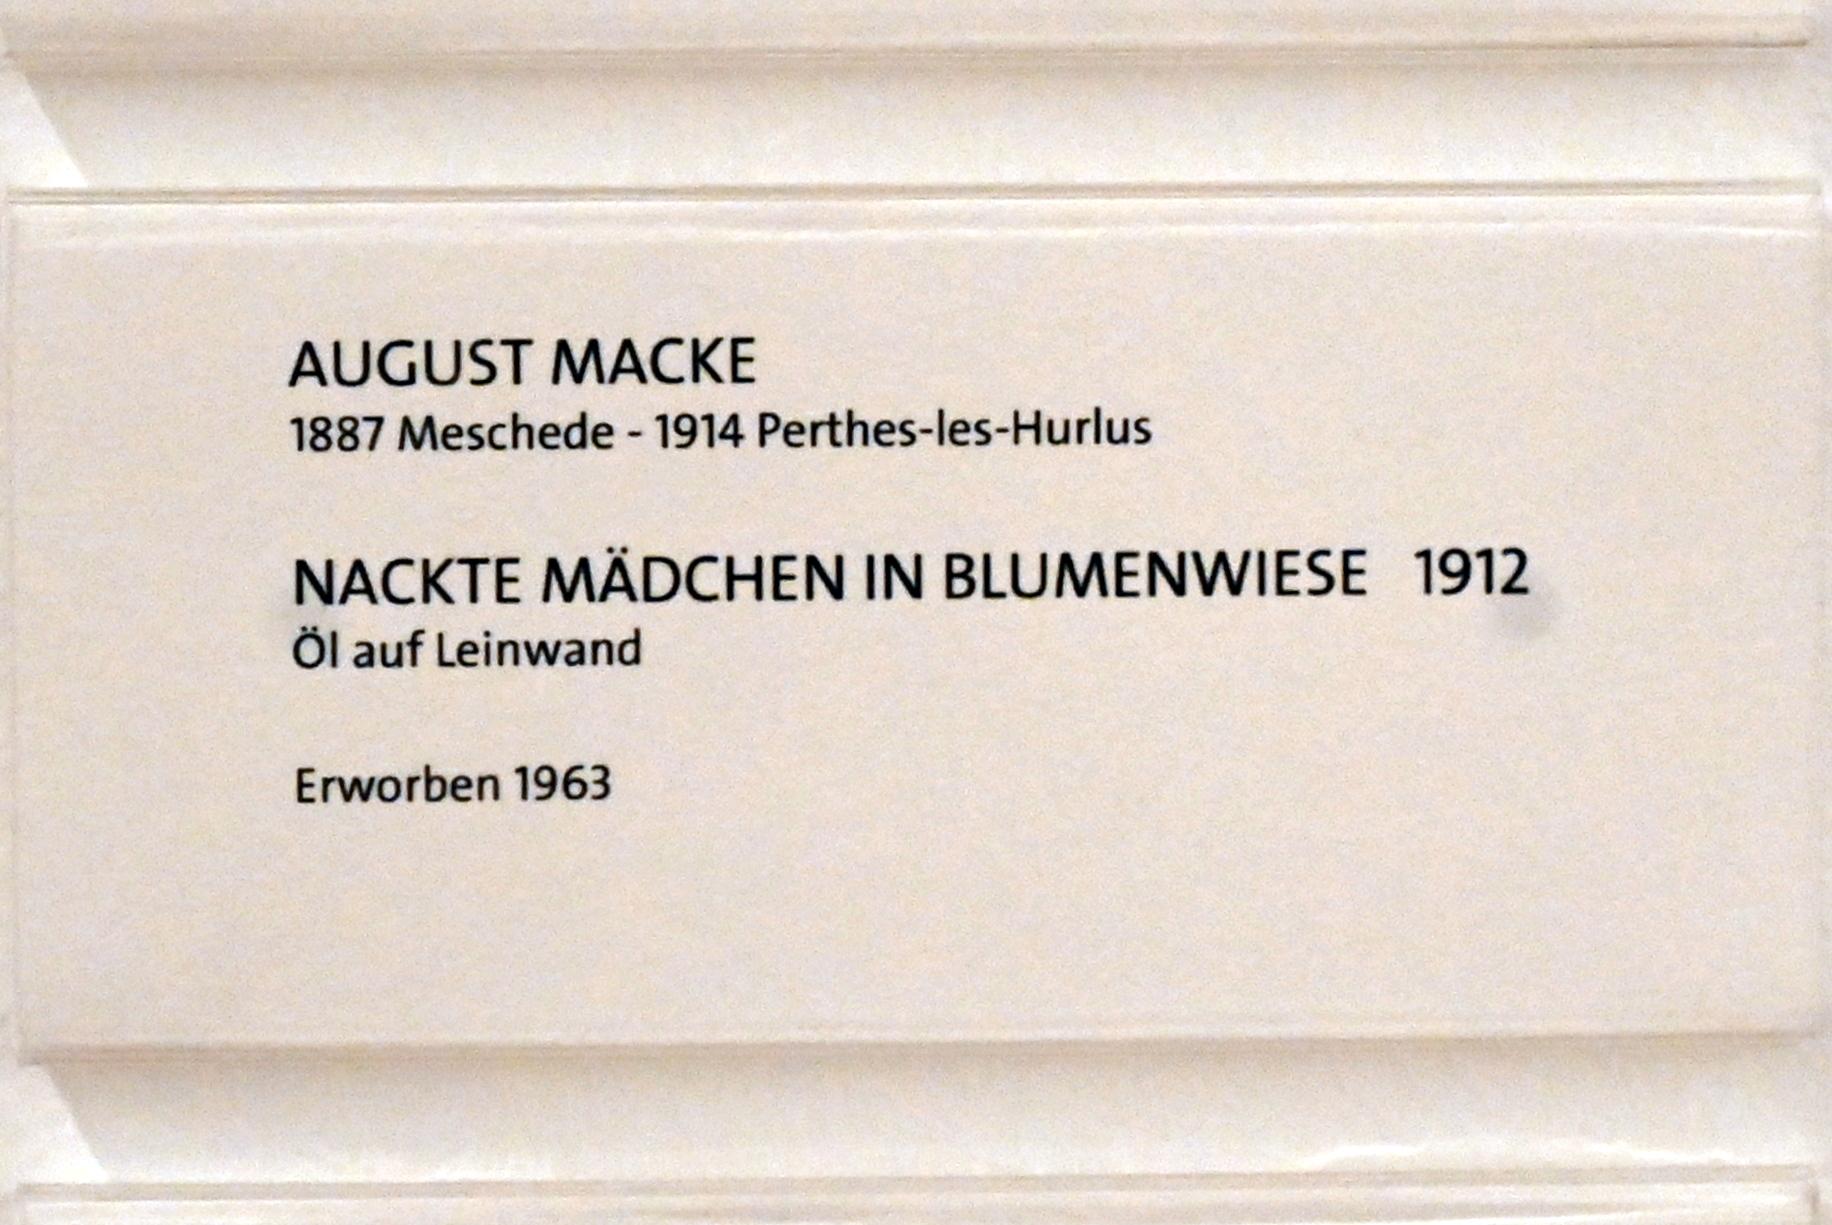 AUGUST MACKE
1887 Meschede - 1914 Perthes-les-Hurlus
NACKTE MÄDCHEN IN BLUMENWIESE 1912
Öl auf Leinwand
Erworben 1963